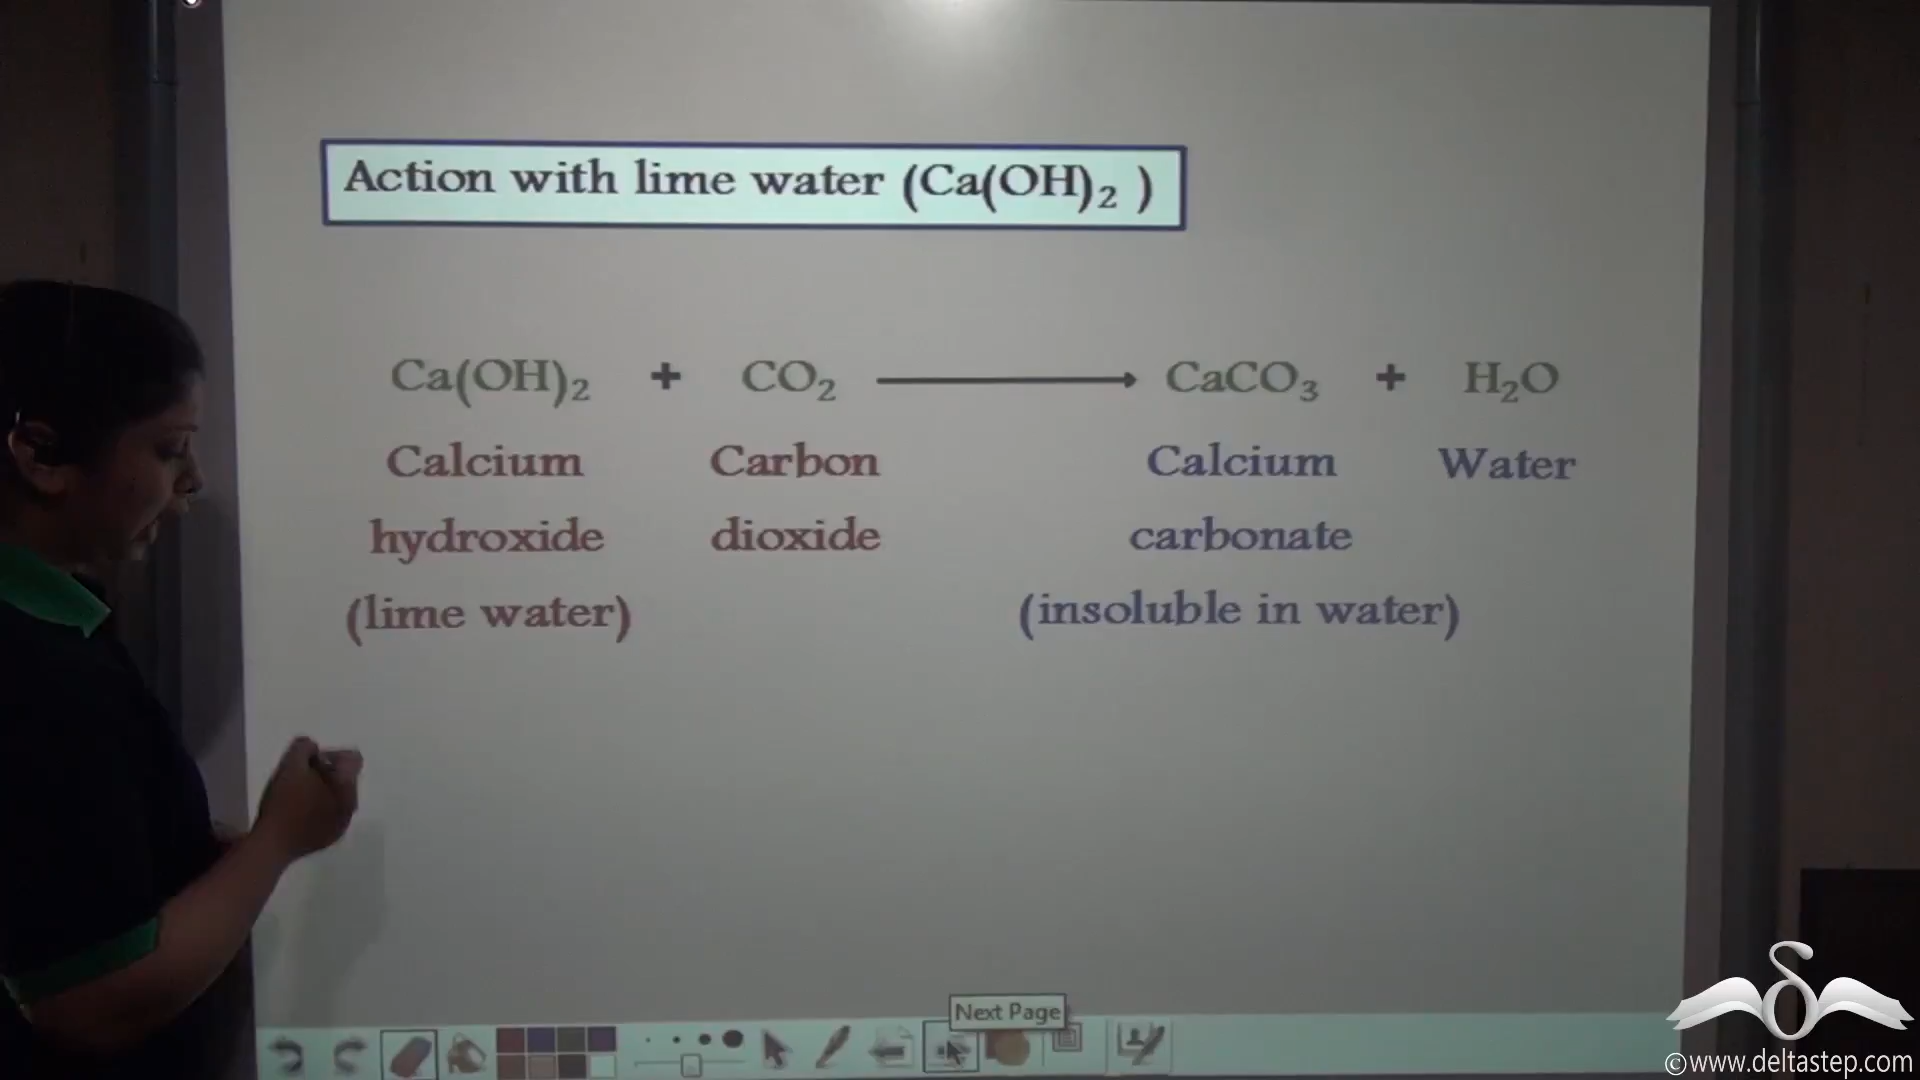 Action with lime water (Ca(OH)₂ )
Ca(OH)₂ + CO₂ ⟶ CaCO₃ + H₂O
Calcium Carbon Calcium Water
hydroxide dioxide carbonate
(lime water) (insoluble in water)
Next Page
©www.deltastep.com